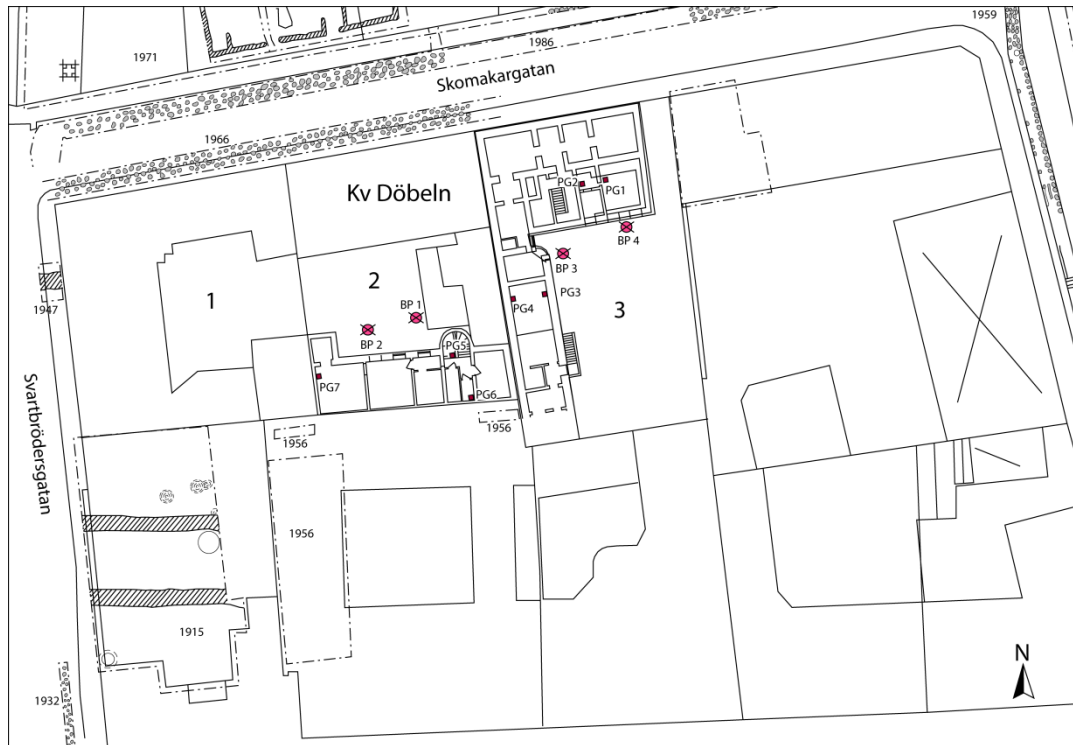 1959
1971
1986
Skomakargatan
1966
Kv Döbeln
PG2
PG1
BP 4
BP 3
1947
1
2
BP 1
PG4
PG3
3
BP 2
PG5
PG7
PG6
Svartbrödersgatan
1956
1956
1956
1915
1932
N